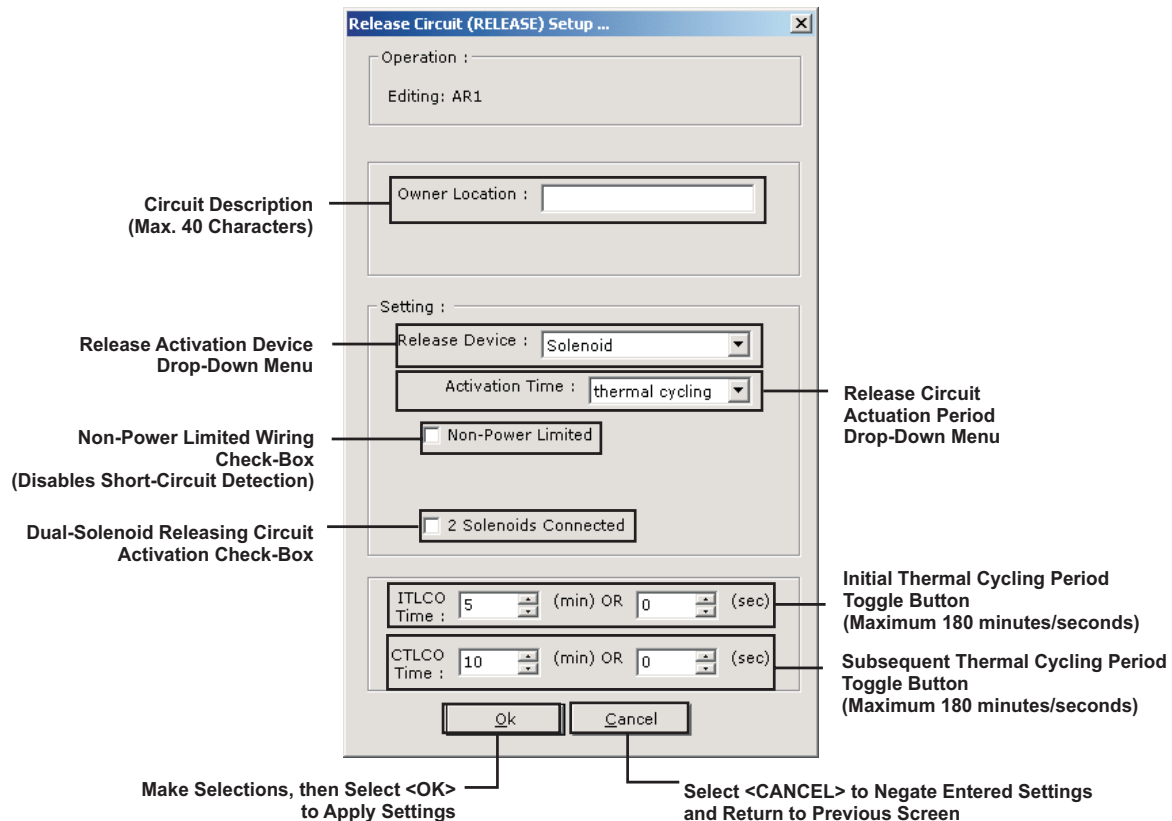 Release Circuit (RELEASE) Setup ...
Operation :
Editing: AR1
Circuit Description
(Max. 40 Characters)
Owner Location :
Setting :
Release Activation Device
Drop-Down Menu
Release Device : Solenoid
Activation Time : thermal cycling
Release Circuit
Actuation Period
Drop-Down Menu
Non-Power Limited Wiring
Check-Box
(Disables Short-Circuit Detection)
Non-Power Limited
Dual-Solenoid Releasing Circuit
Activation Check-Box
2 Solenoids Connected
ITLCO
Time : 5 (min) OR 0 (sec)
Initial Thermal Cycling Period
Toggle Button
(Maximum 180 minutes/seconds)
CTLCO
Time : 10 (min) OR 0 (sec)
Subsequent Thermal Cycling Period
Toggle Button
(Maximum 180 minutes/seconds)
Ok
Cancel
Make Selections, then Select <OK>
to Apply Settings
Select <CANCEL> to Negate Entered Settings
and Return to Previous Screen